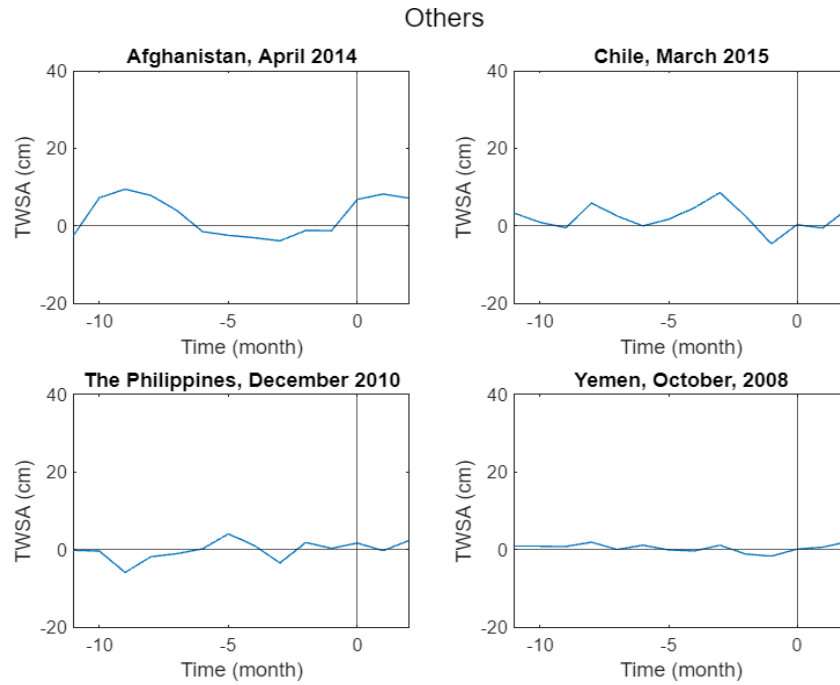 Others
Afghanistan, April 2014
40
20
0
-20
TWSA (cm)
-10 -5 0
Time (month)
Chile, March 2015
40
20
0
-20
TWSA (cm)
-10 -5 0
Time (month)
The Philippines, December 2010
40
20
0
-20
TWSA (cm)
-10 -5 0
Time (month)
Yemen, October, 2008
40
20
0
-20
TWSA (cm)
-10 -5 0
Time (month)